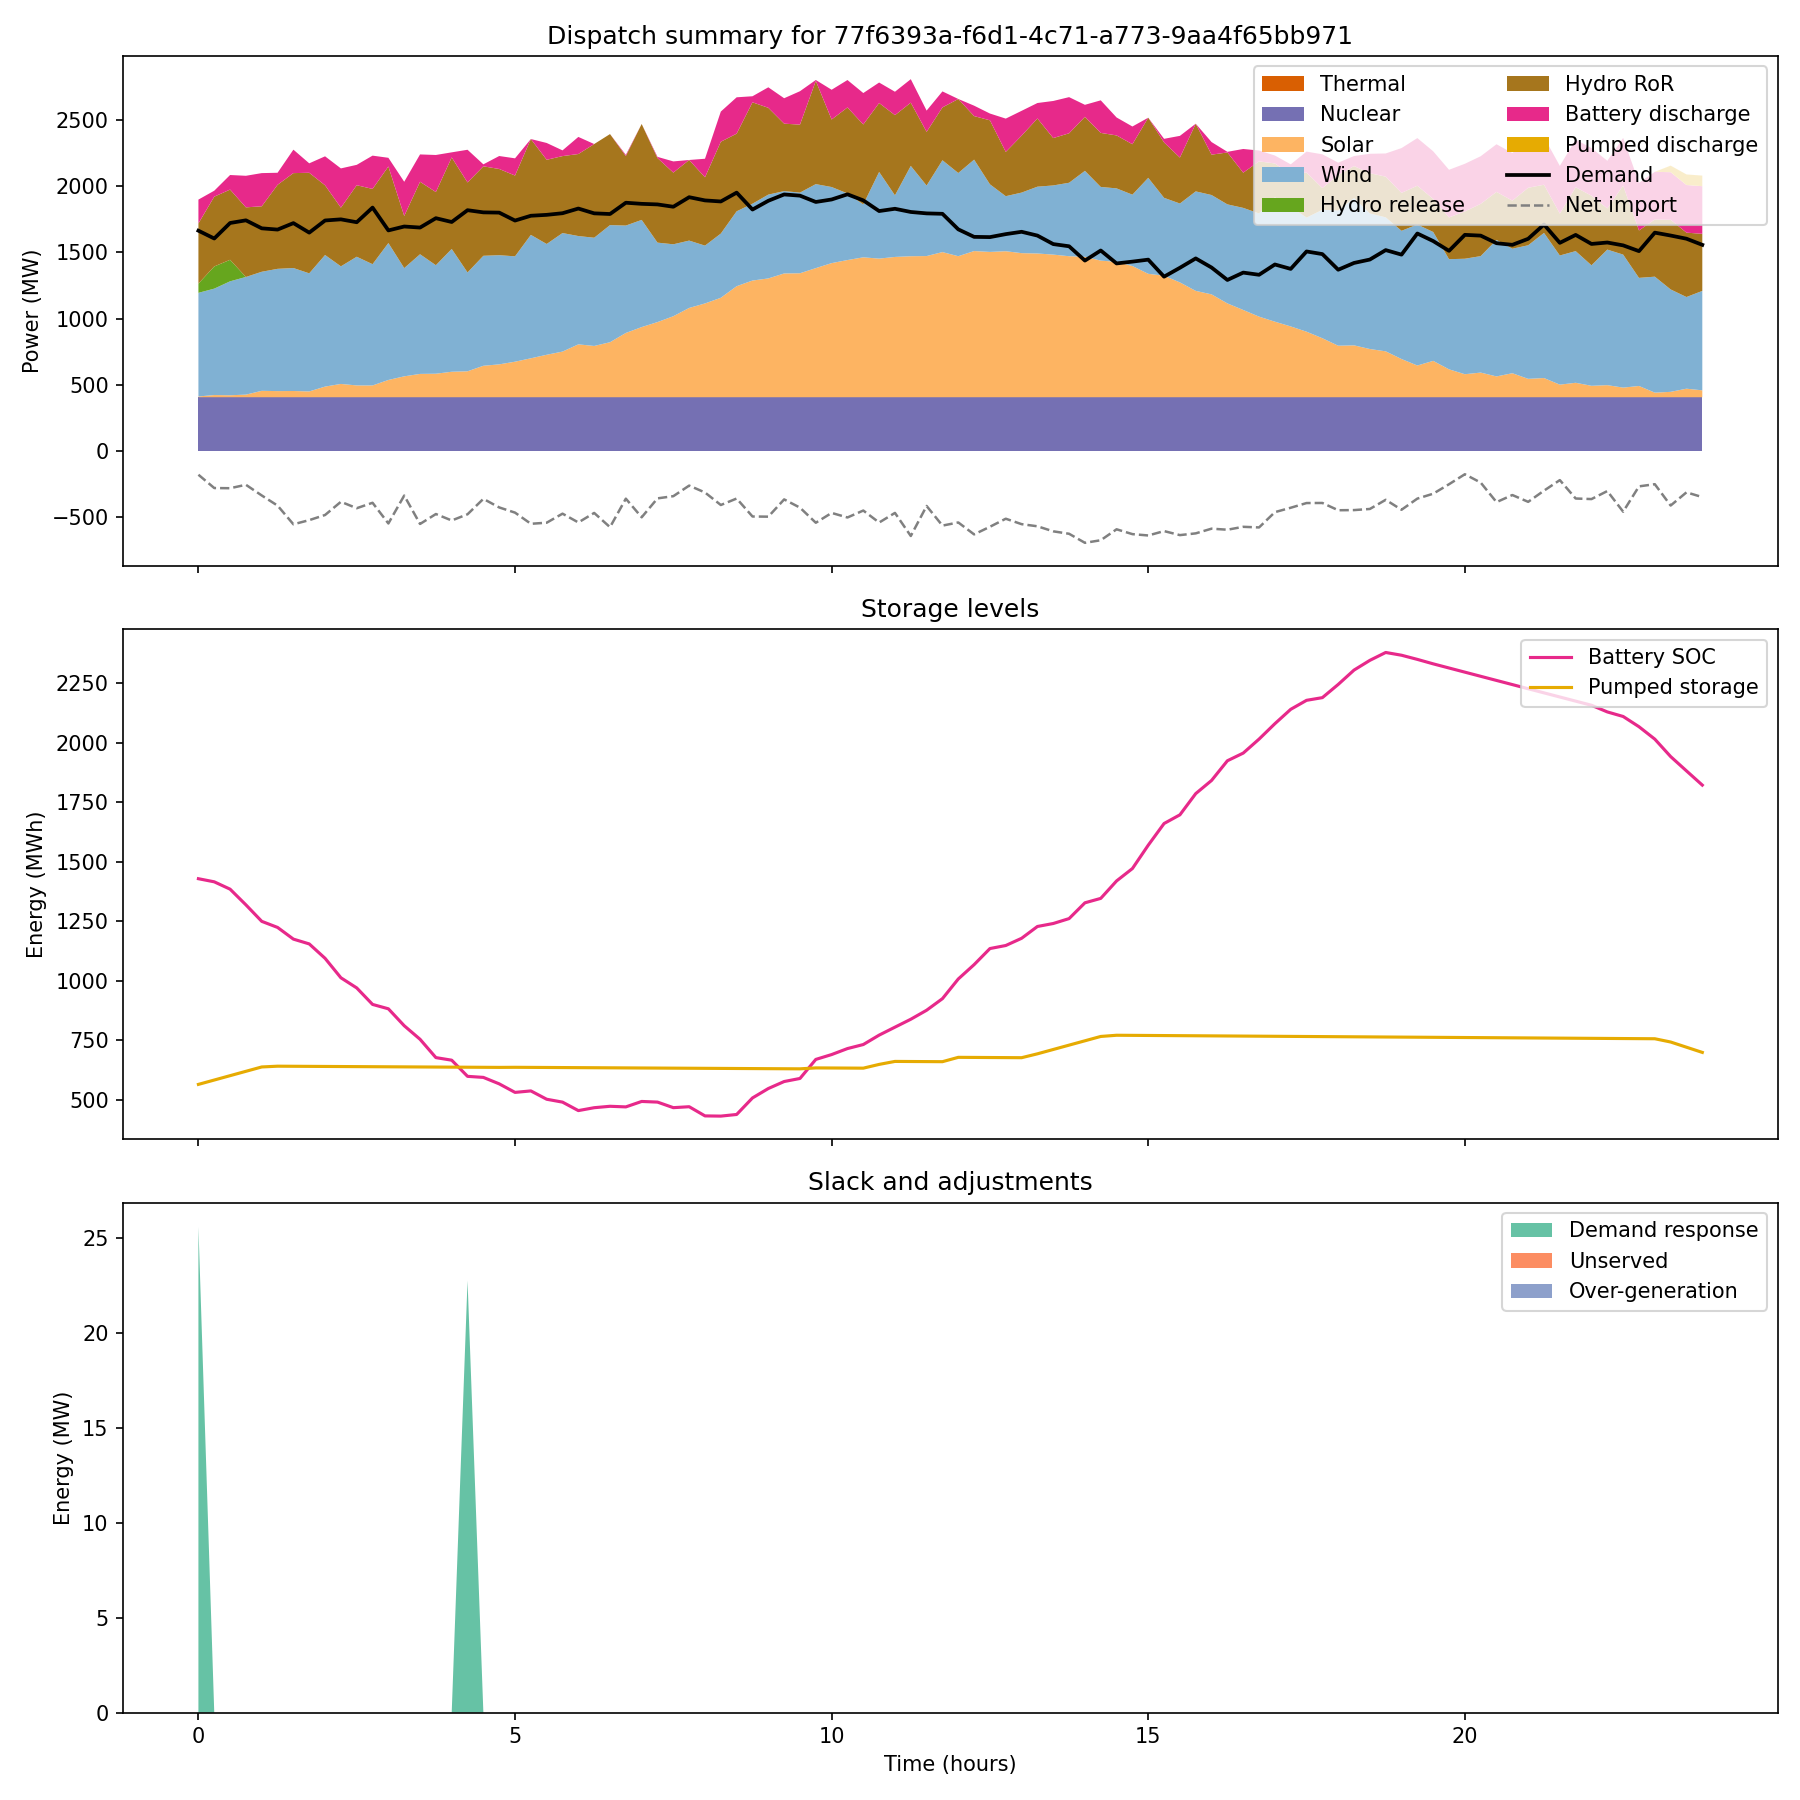 Dispatch summary for 77f6393a-f6d1-4c71-a773-9aa4f65bb971
Power (MW)
2500
2000
1500
1000
500
0
−500
Thermal
Nuclear
Solar
Wind
Hydro release
Hydro RoR
Battery discharge
Pumped discharge
Demand
Net import
Storage levels
Energy (MWh)
2250
2000
1750
1500
1250
1000
750
500
Battery SOC
Pumped storage
Slack and adjustments
Energy (MW)
25
20
15
10
5
0
Demand response
Unserved
Over-generation
0 5 10 15 20
Time (hours)